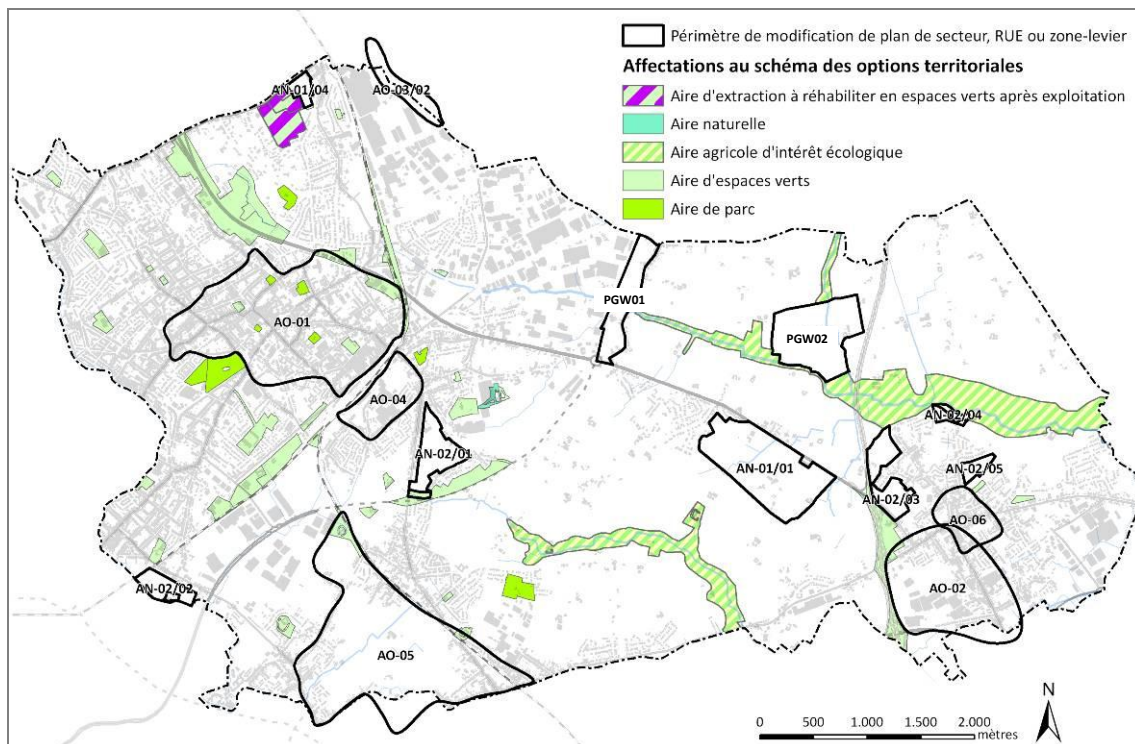 Périmètre de modification de plan de secteur, RUE ou zone-levier
Affectations au schéma des options territoriales
Aire d'extraction à réhabiliter en espaces verts après exploitation
Aire naturelle
Aire agricole d'intérêt écologique
Aire d'espaces verts
Aire de parc
AN-01/04
AO-03/02
PGW01
AO-01
PGW02
AO-04
AN-02/04
AN-02/01
AN-01/01
AN-02/05
AN-02/03
AO-06
AN-02/02
AO-02
AO-05
N
0 500 1.000 1.500 2.000
mètres